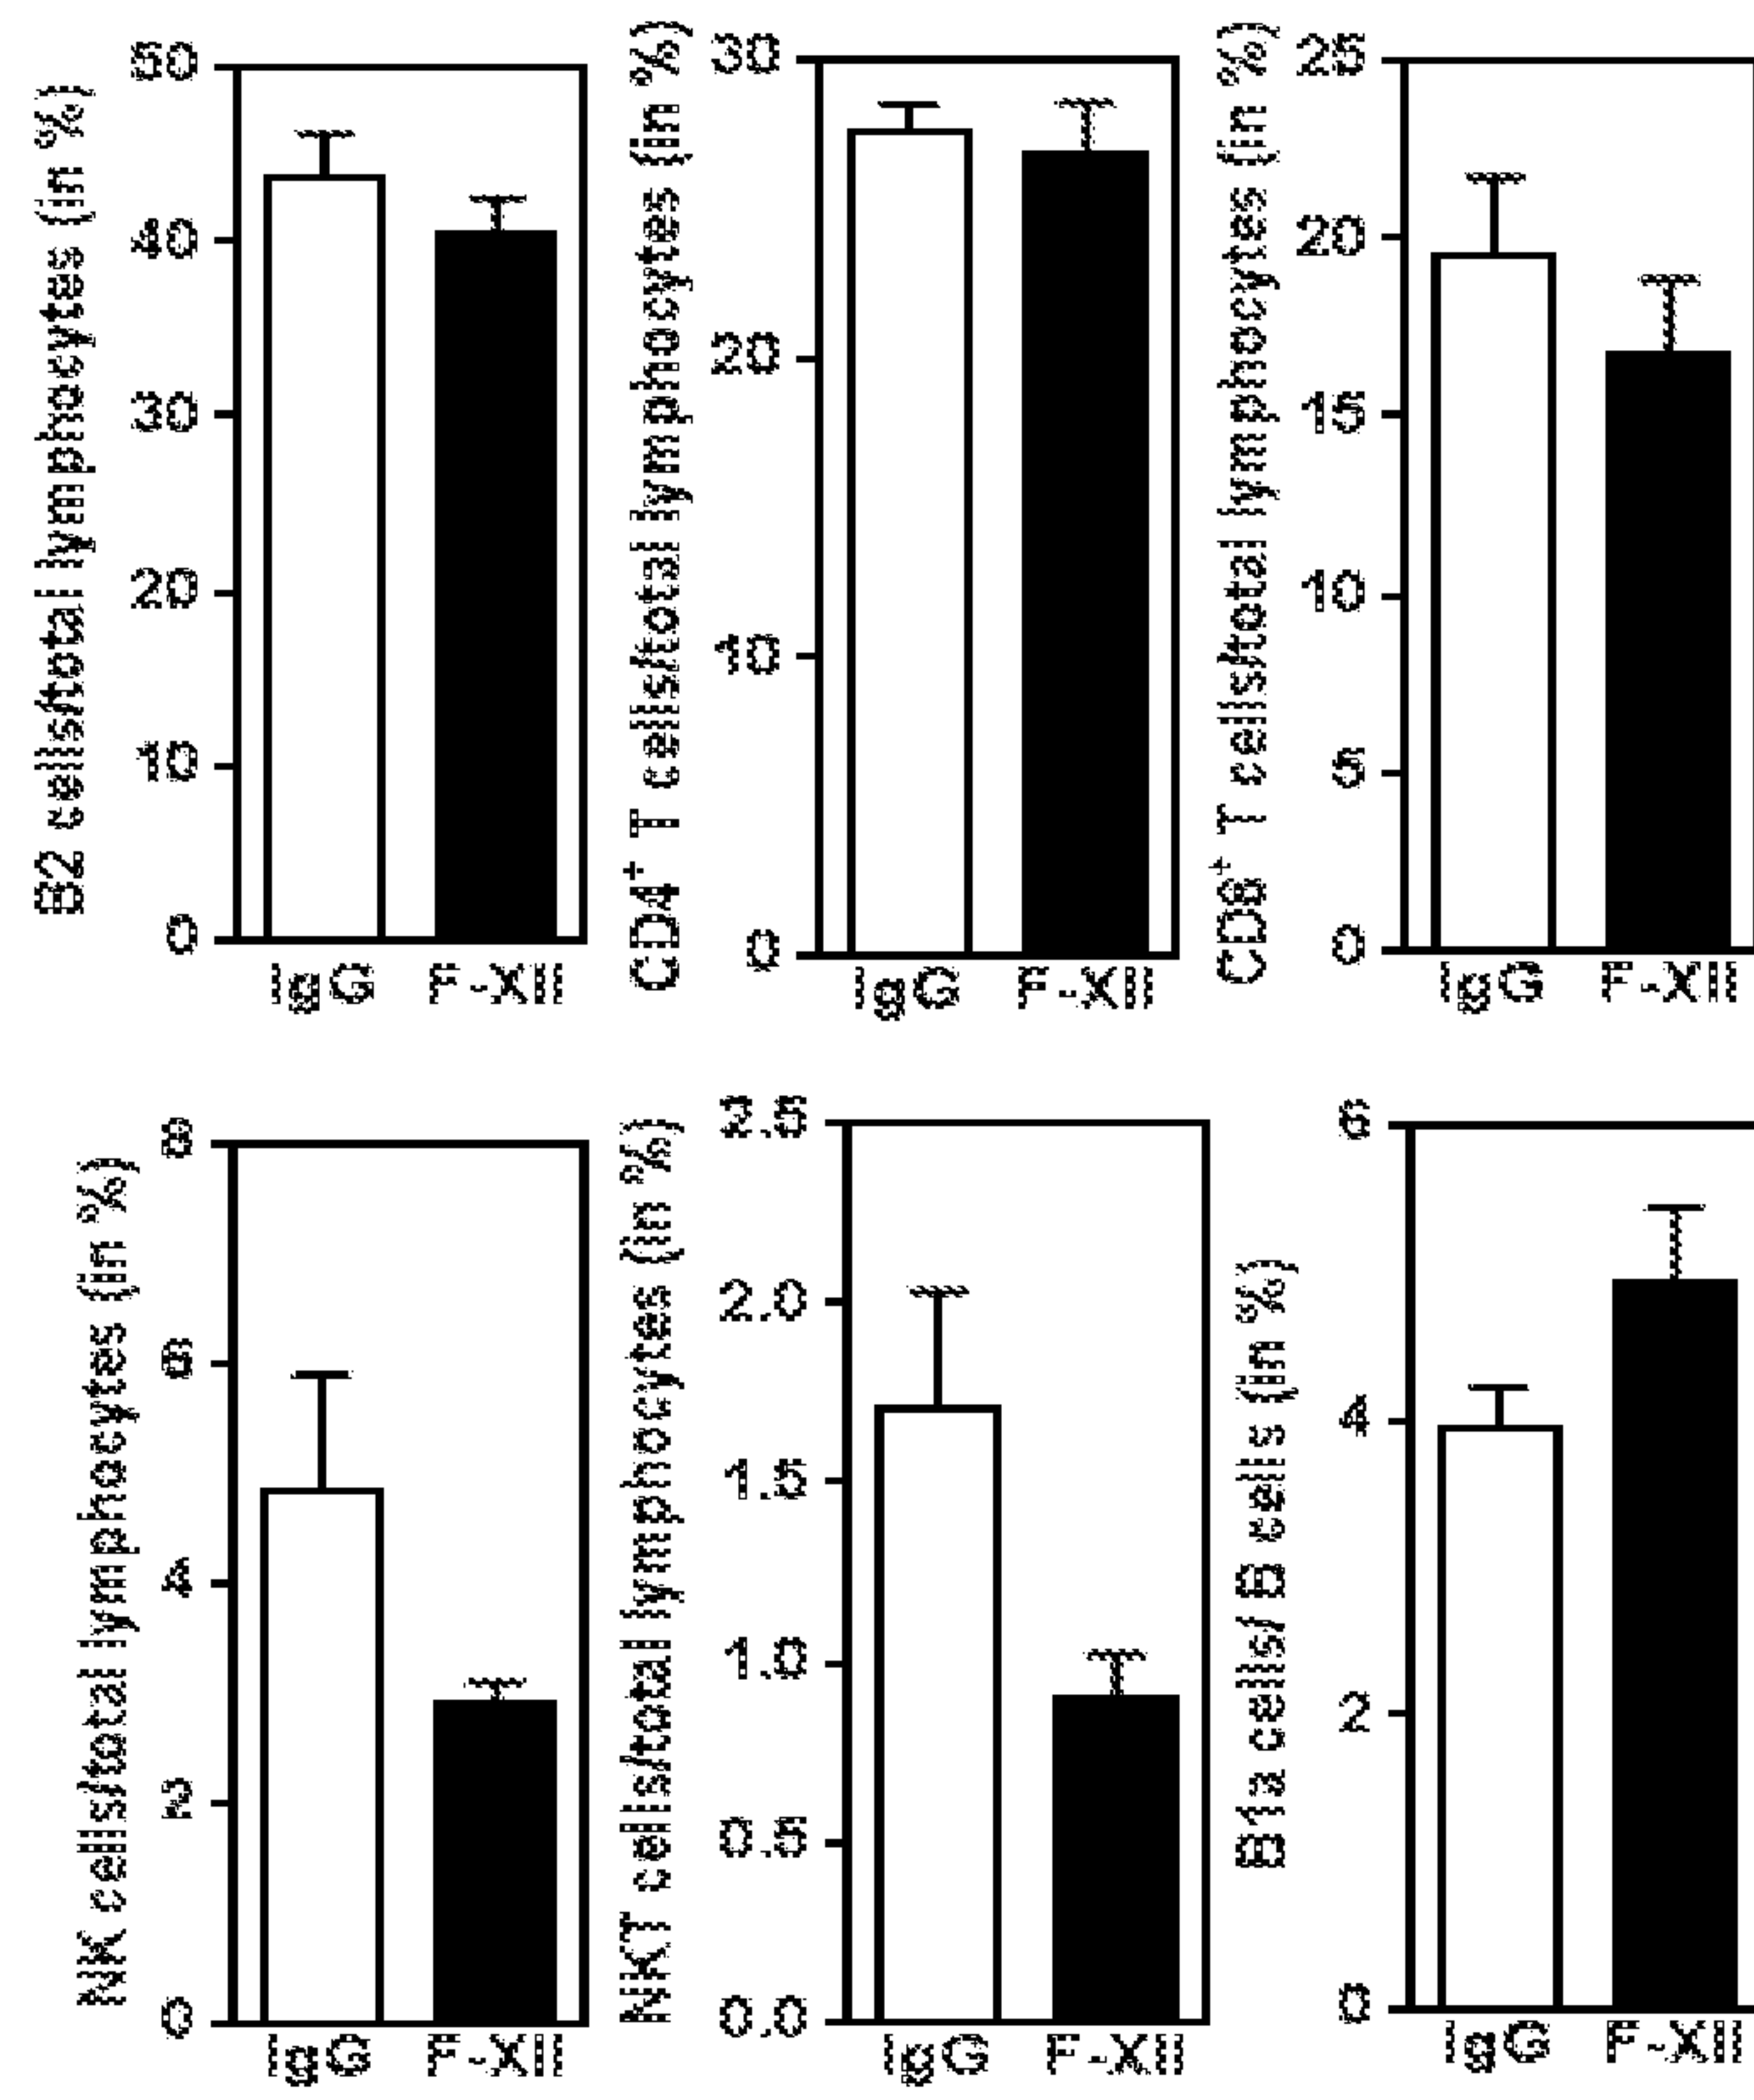 B2 cells/total lymphocytes (in %)
50
40
30
20
10
0
IgG F-XII
CD4+ T cells/total lymphocytes (in %)
30
20
10
0
IgG F-XII
CD8+ T cells/total lymphocytes (in %)
25
20
15
10
5
0
IgG F-XII
NK cells/total lymphocytes (in %)
8
6
4
2
0
IgG F-XII
NKT cells/total lymphocytes (in %)
2.5
2.0
1.5
1.0
0.5
0.0
IgG F-XII
B1a cells/ B cells (in %)
6
4
2
0
IgG F-XII